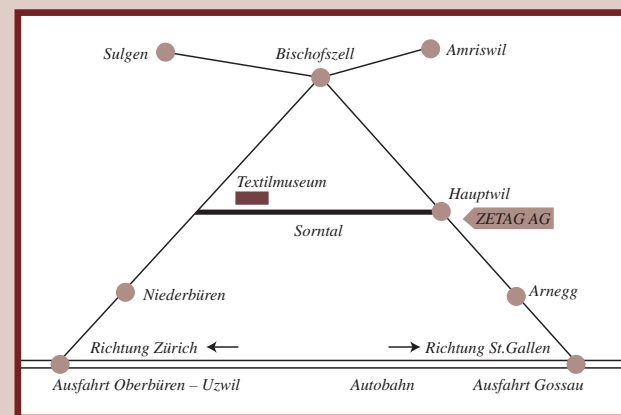 Sulgen
Bischofszell
Amriswil
Textilmuseum
Hauptwil
ZETAG AG
Sorntal
Niederbüren
Arnegg
Richtung Zürich
Richtung St.Gallen
Ausfahrt Oberbüren – Uzwil
Autobahn
Ausfahrt Gossau